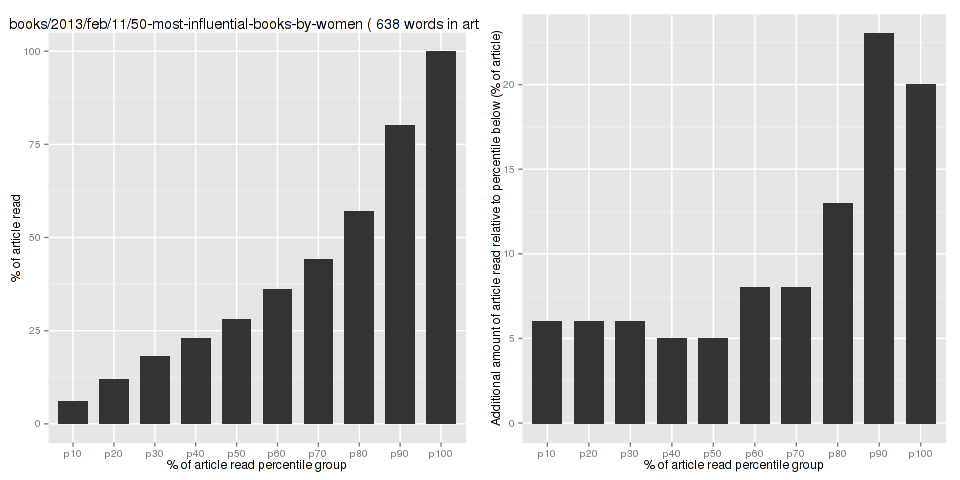 books/2013/feb/11/50-most-influential-books-by-women ( 638 words in art
% of article read
100
75
50
25
0
p10 p20 p30 p40 p50 p60 p70 p80 p90 p100
% of article read percentile group
Additional amount of article read relative to percentile below (% of article)
20
15
10
5
0
p10 p20 p30 p40 p50 p60 p70 p80 p90 p100
% of article read percentile group